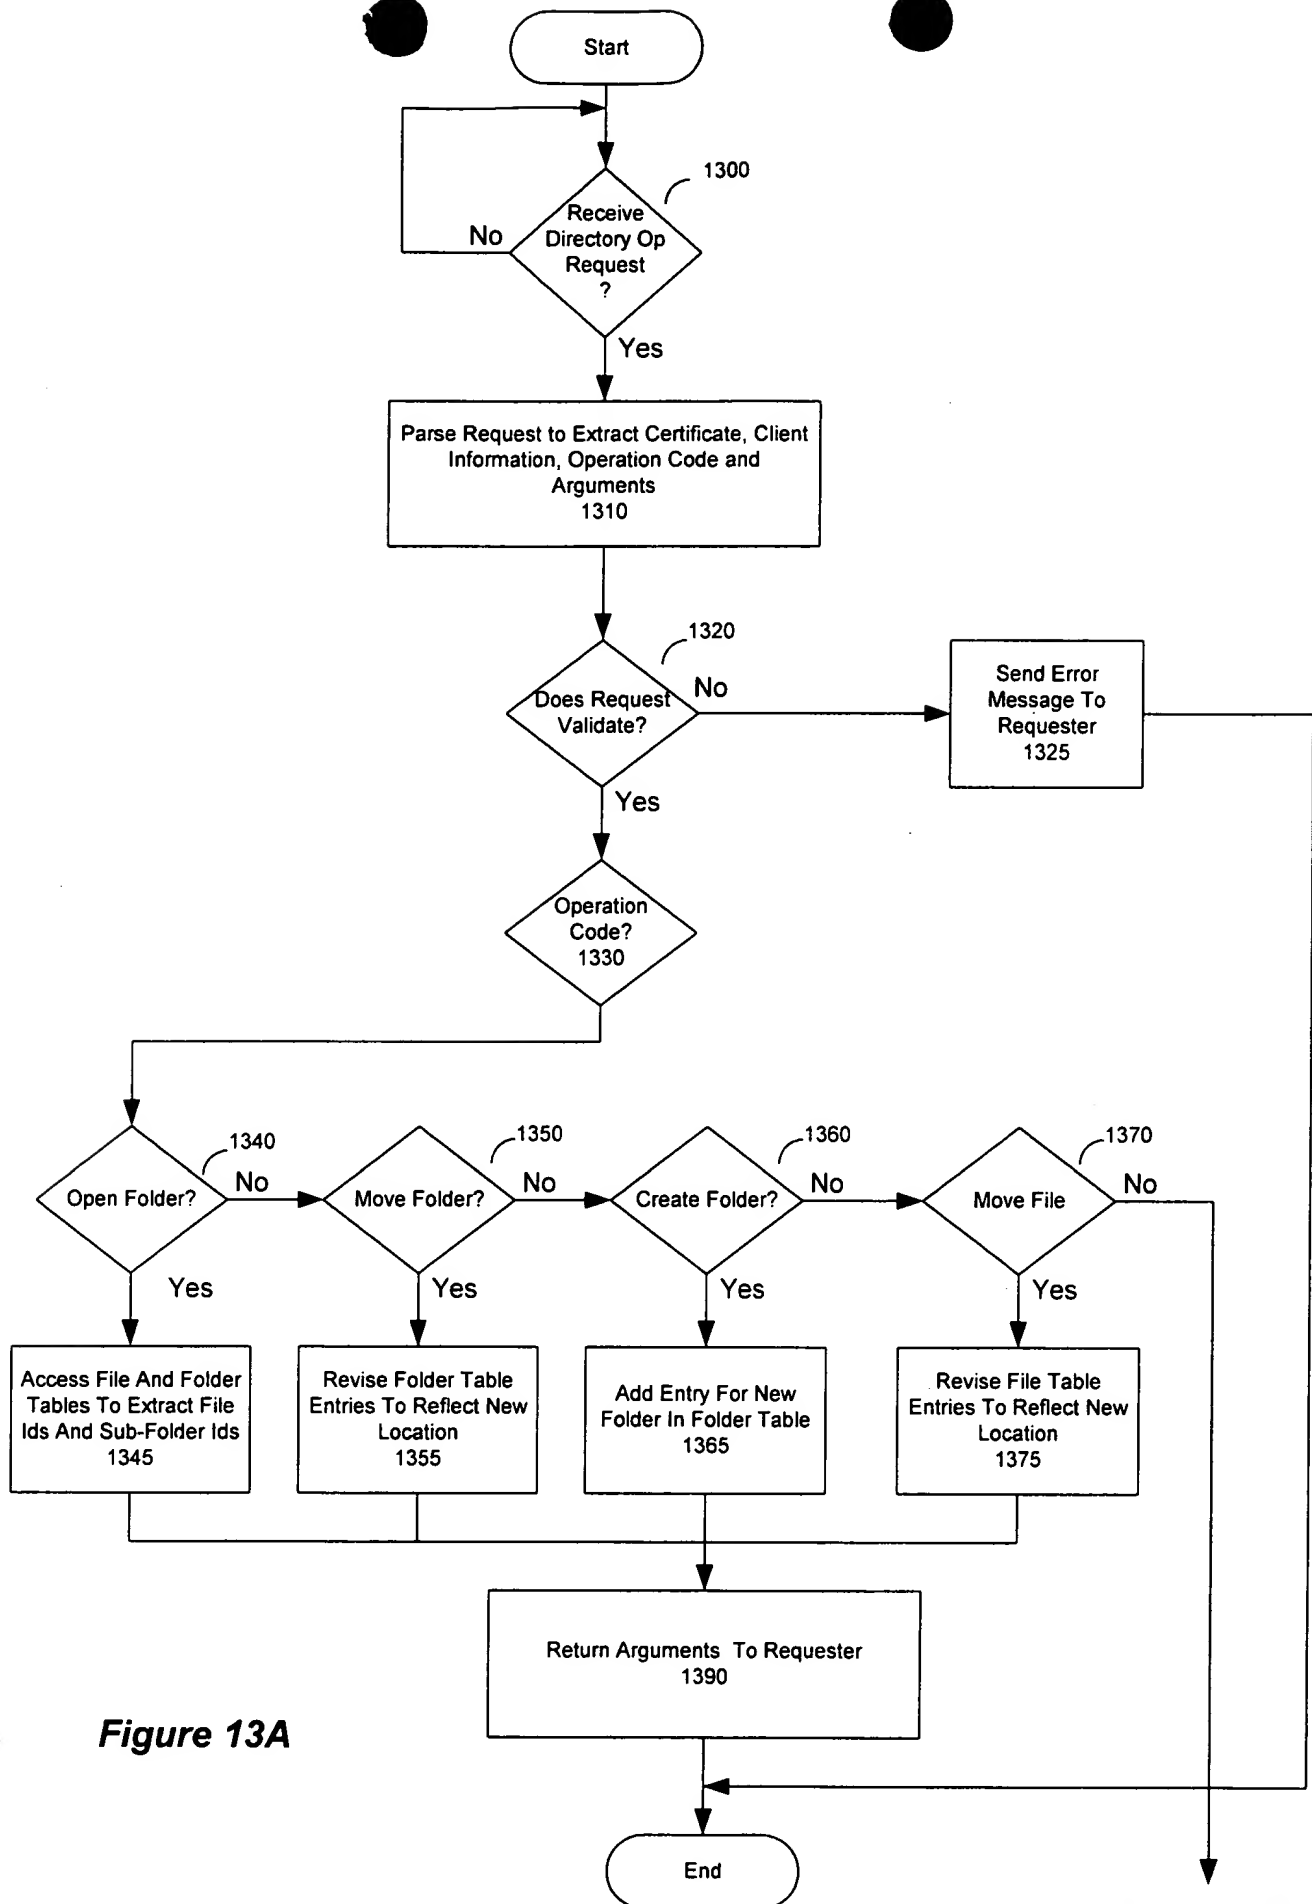 Start
1300
Receive
Directory Op
Request
?
No
Yes
Parse Request to Extract Certificate, Client
Information, Operation Code and
Arguments
1310
1320
Does Request
Validate?
No
Send Error
Message To
Requester
1325
Yes
Operation
Code?
1330
1340
Open Folder?
No
1350
Move Folder?
No
1360
Create Folder?
No
1370
Move File
No
Yes
Yes
Yes
Yes
Access File And Folder
Tables To Extract File
Ids And Sub-Folder Ids
1345
Revise Folder Table
Entries To Reflect New
Location
1355
Add Entry For New
Folder In Folder Table
1365
Revise File Table
Entries To Reflect New
Location
1375
Return Arguments To Requester
1390
Figure 13A
End